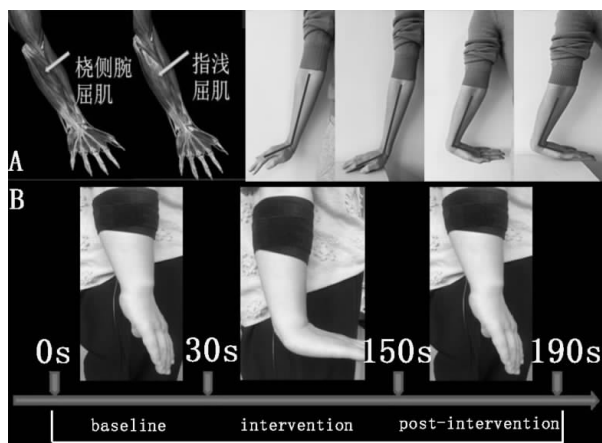 桡侧腕
屈肌
指浅
屈肌
A
B
0s
30s
150s
190s
baseline
intervention
post-intervention